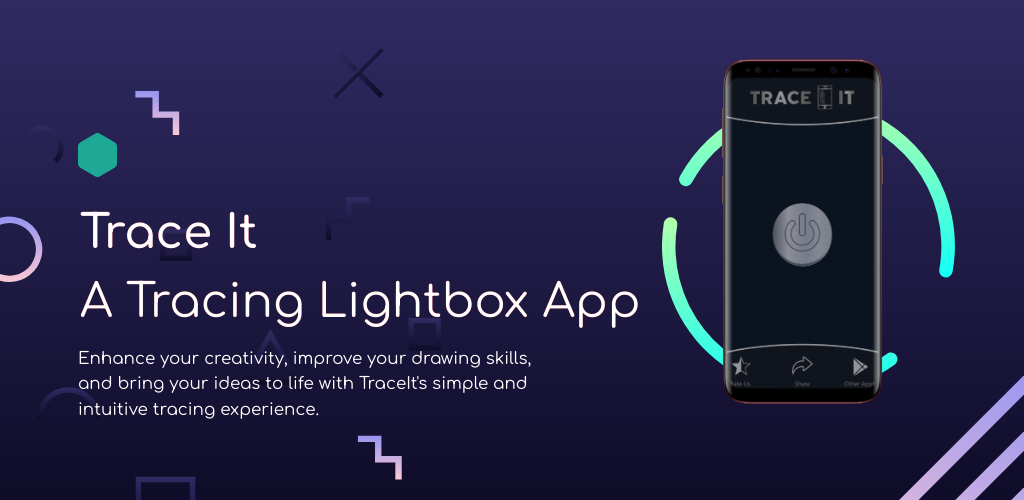 TRACE IT
Trace It
A Tracing Lightbox App
Enhance your creativity, improve your drawing skills,
and bring your ideas to life with TraceIt's simple and
intuitive tracing experience.
Rate Us
Share
Other Apps